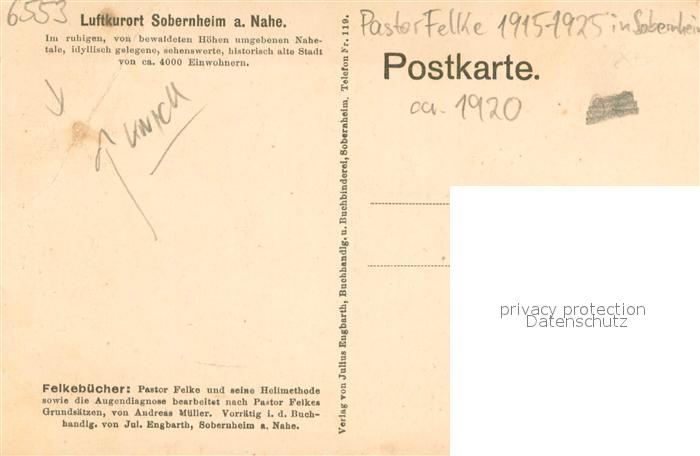 6553
Luftkurort Sobernheim a. Nahe.
Im ruhigen, von bewaldeten Höhen umgebenen Nahe-
tale, idyllisch gelegene, sehenswerte, historisch alte Stadt
von ca. 4000 Einwohnern.
KNICK
Felkebücher: Pastor Felke und seine Heilmethode
sowie die Augendiagnose bearbeitet nach Pastor Felkes
Grundsätzen, von Andreas Müller. Vorrätig i. d. Buch-
handlg. von Jul. Engbarth, Sobernheim a. Nahe.
Verlag von Julius Engbarth, Buchhandlg. u. Buchbinderei, Sobernheim. Telefon Nr. 119.
Pastor Felke 1915-1925 in Sobernheim
Postkarte.
ca. 1920
privacy protection
Datenschutz